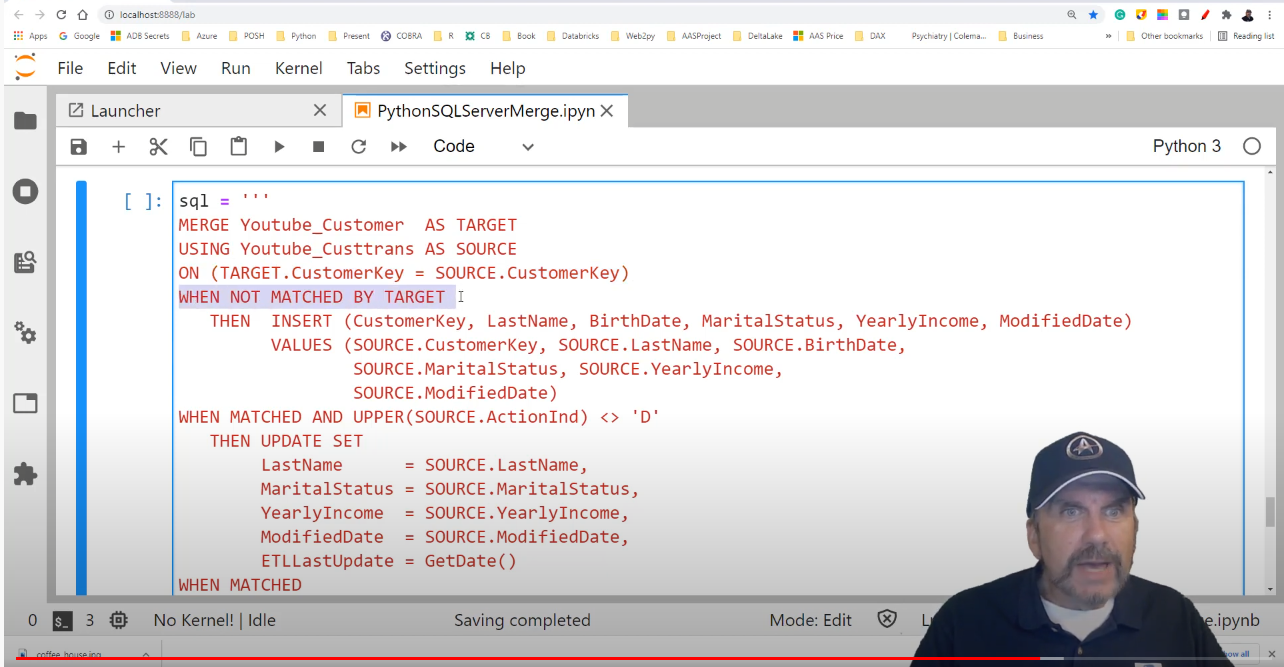 localhost:8888/lab
Apps Google ADB Secrets Azure POSH Python Present COBRA R CB Book Databricks Web2py AASProject DeltaLake AAS Price DAX Psychiatry | Colema... Business » Other bookmarks Reading list
File Edit View Run Kernel Tabs Settings Help
Launcher PythonSQLServerMerge.ipyn
Code Python 3
[ ]: sql = '''
MERGE Youtube_Customer AS TARGET
USING Youtube_Custtrans AS SOURCE
ON (TARGET.CustomerKey = SOURCE.CustomerKey)
WHEN NOT MATCHED BY TARGET
THEN INSERT (CustomerKey, LastName, BirthDate, MaritalStatus, YearlyIncome, ModifiedDate)
VALUES (SOURCE.CustomerKey, SOURCE.LastName, SOURCE.BirthDate,
SOURCE.MaritalStatus, SOURCE.YearlyIncome,
SOURCE.ModifiedDate)
WHEN MATCHED AND UPPER(SOURCE.ActionInd) <> 'D'
THEN UPDATE SET
LastName = SOURCE.LastName,
MaritalStatus = SOURCE.MaritalStatus,
YearlyIncome = SOURCE.YearlyIncome,
ModifiedDate = SOURCE.ModifiedDate,
ETLLastUpdate = GetDate()
WHEN MATCHED
0 $_ 3 No Kernel! | Idle Saving completed Mode: Edit e.ipynb
coffee_house.jpg